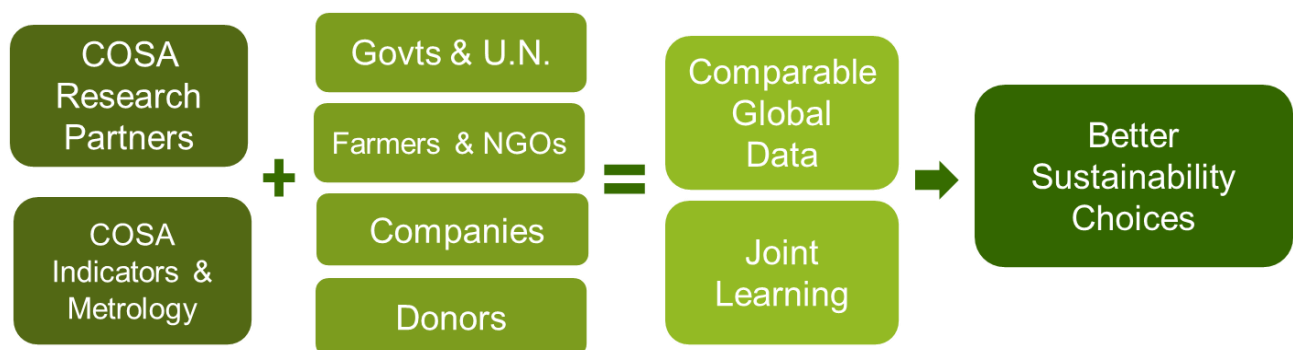 COSA
Research
Partners
COSA
Indicators & 
Metrology
+
Govts & U.N.
Farmers & NGOs
Companies
Donors
=
Comparable
Global
Data
Joint
Learning
Better
Sustainability
Choices